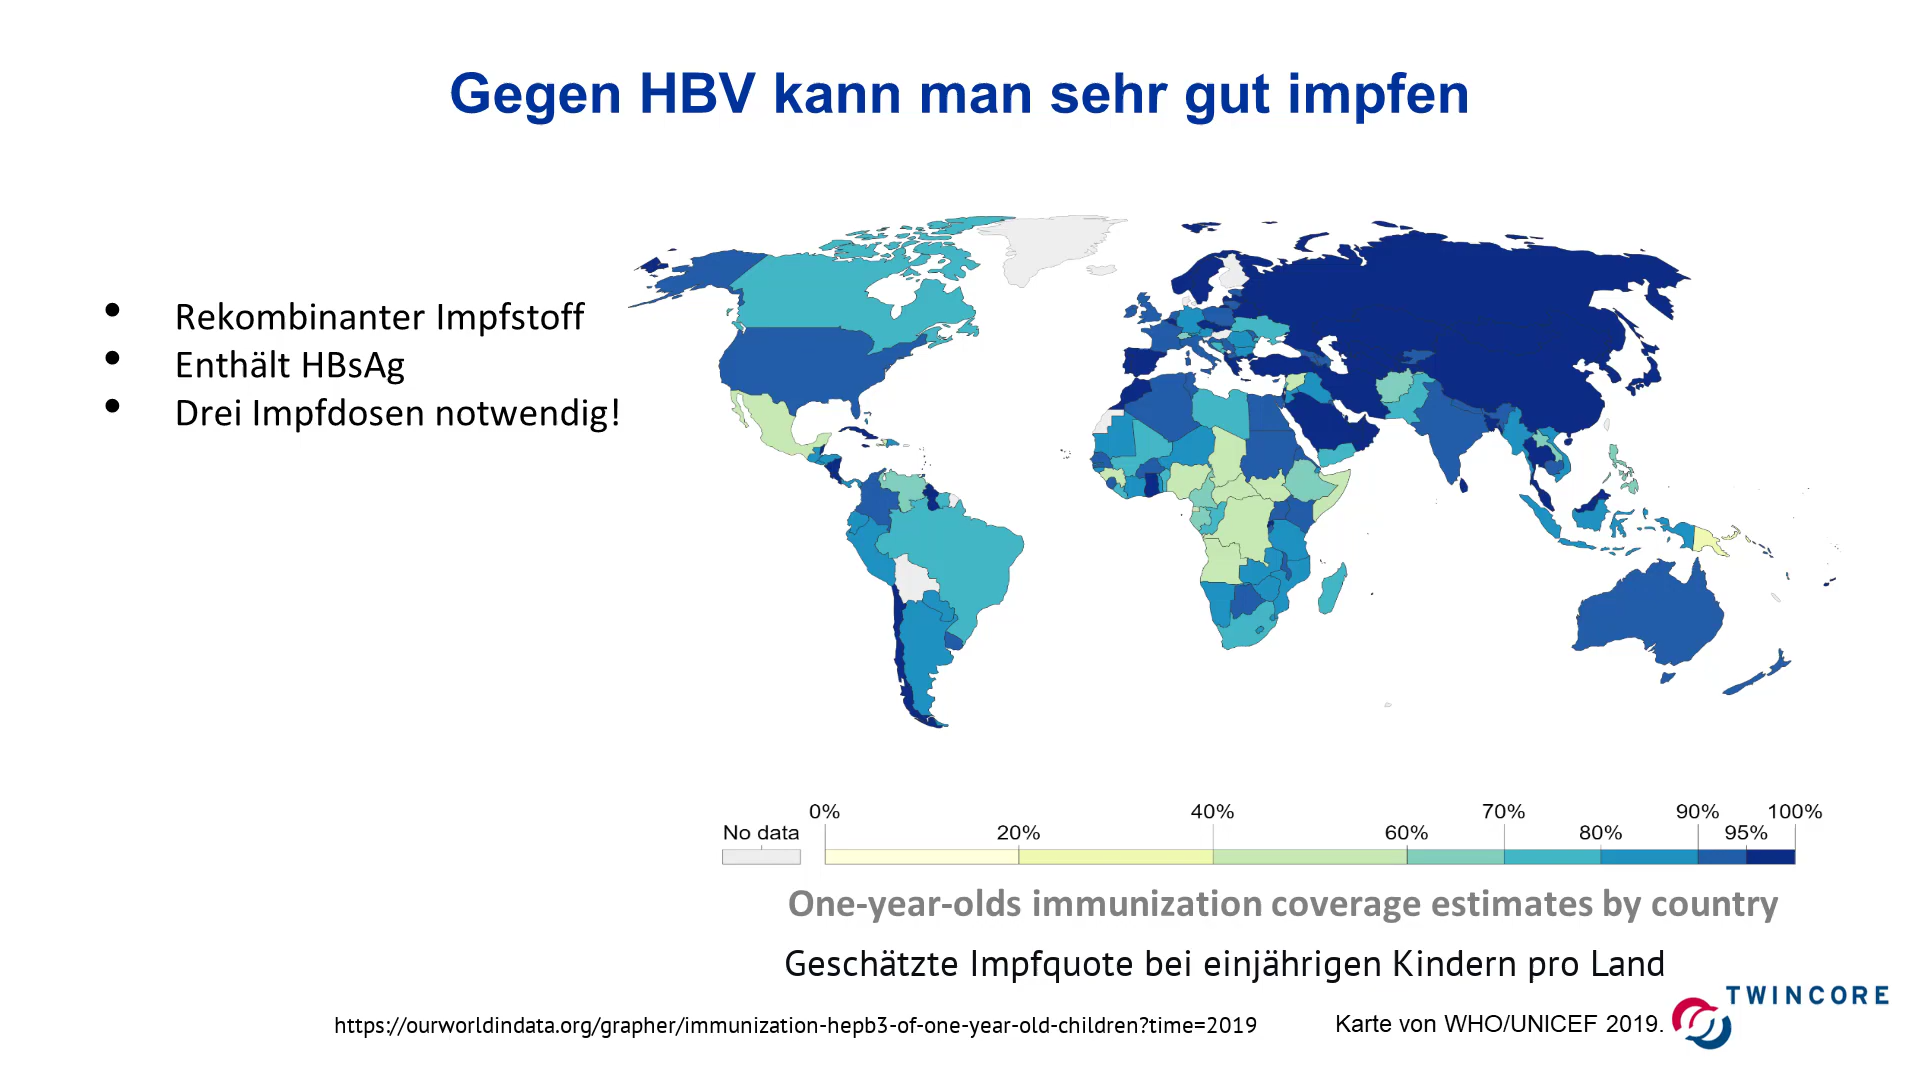 Gegen HBV kann man sehr gut impfen
• Rekombinanter Impfstoff
• Enthält HBsAg
• Drei Impfdosen notwendig!
0% 40% 70% 90% 100%
No data 20% 60% 80% 95%
One-year-olds immunization coverage estimates by country
Geschätzte Impfquote bei einjährigen Kindern pro Land
TWINCORE
https://ourworldindata.org/grapher/immunization-hepb3-of-one-year-old-children?time=2019 Karte von WHO/UNICEF 2019.